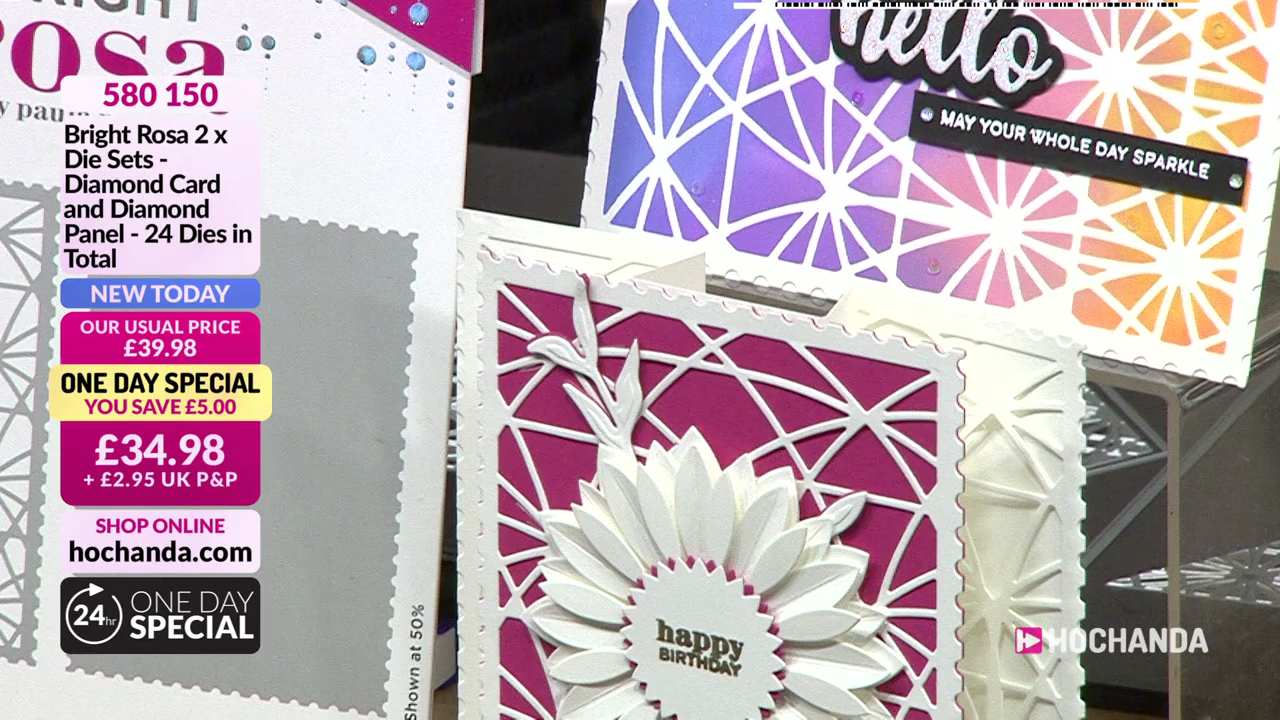 BRIGHT
rosa
580 150
Bright Rosa 2 x
Die Sets -
Diamond Card
and Diamond
Panel - 24 Dies in
Total
NEW TODAY
OUR USUAL PRICE
£39.98
ONE DAY SPECIAL
YOU SAVE £5.00
£34.98
+ £2.95 UK P&P
SHOP ONLINE
hochanda.com
24hr ONE DAY
SPECIAL
Shown at 50%
hello
MAY YOUR WHOLE DAY SPARKLE
happy
BIRTHDAY
HOCHANDA